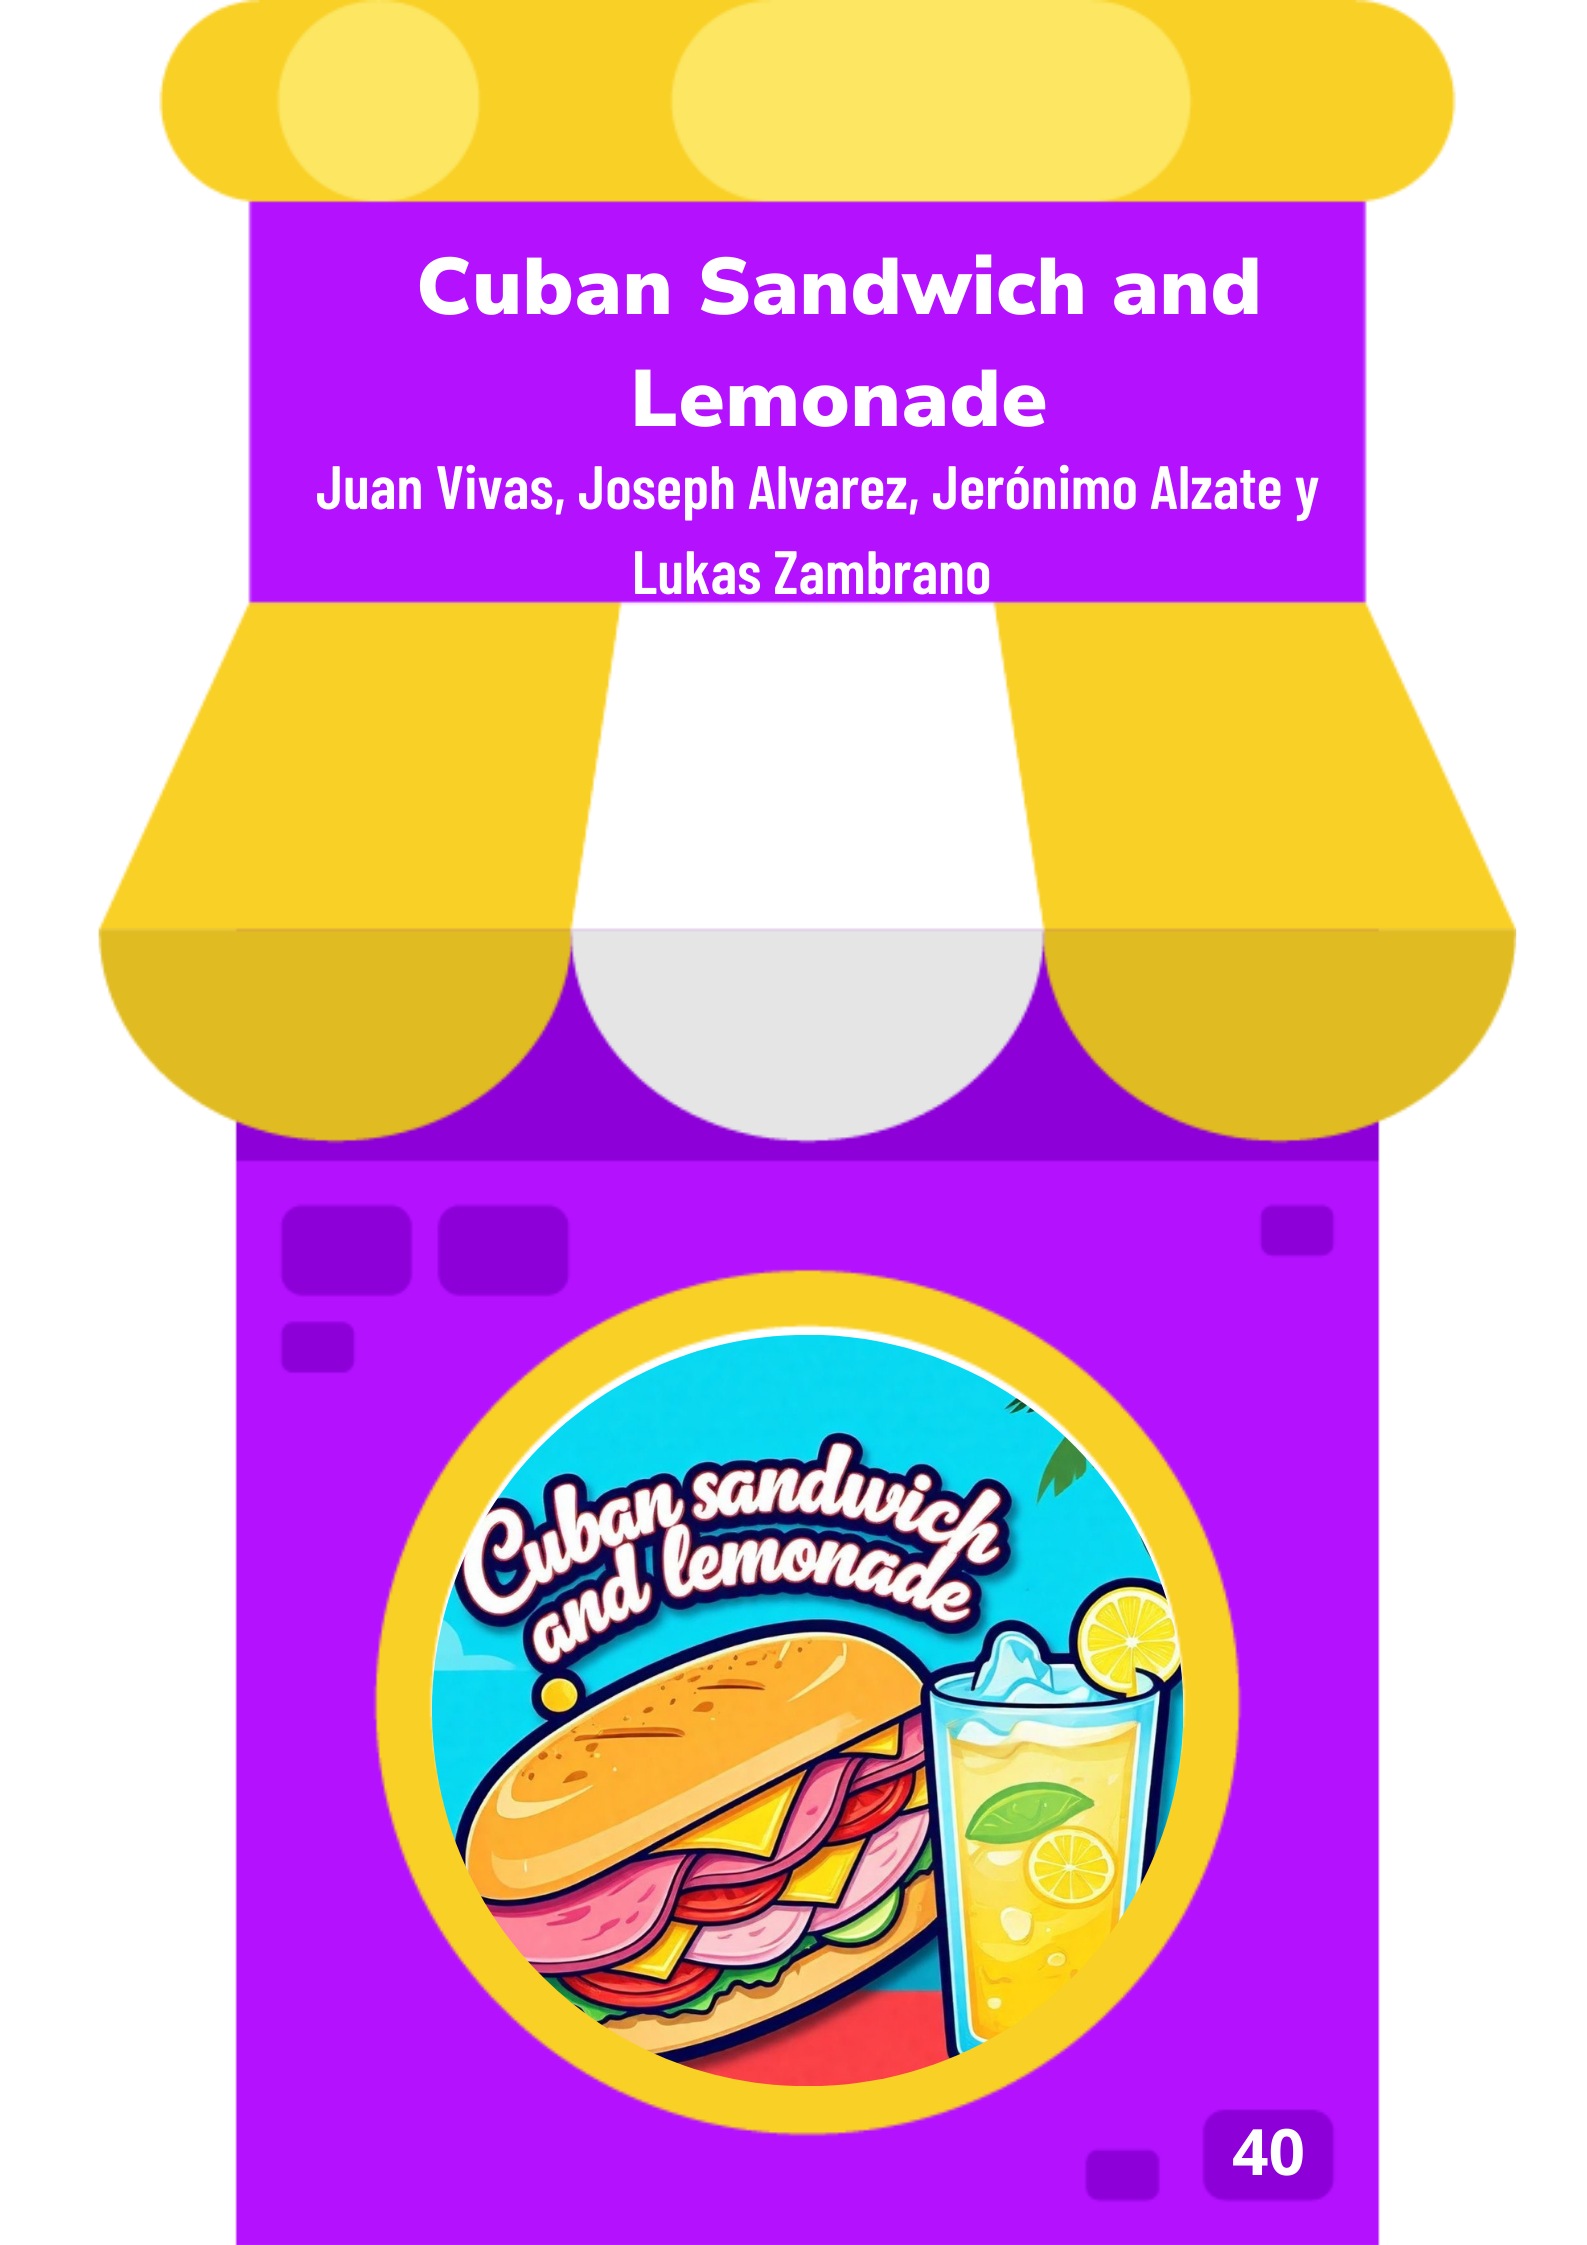 Cuban Sandwich and
Lemonade
Juan Vivas, Joseph Alvarez, Jerónimo Alzate y
Lukas Zambrano
Cuban sandwich
and lemonade
40